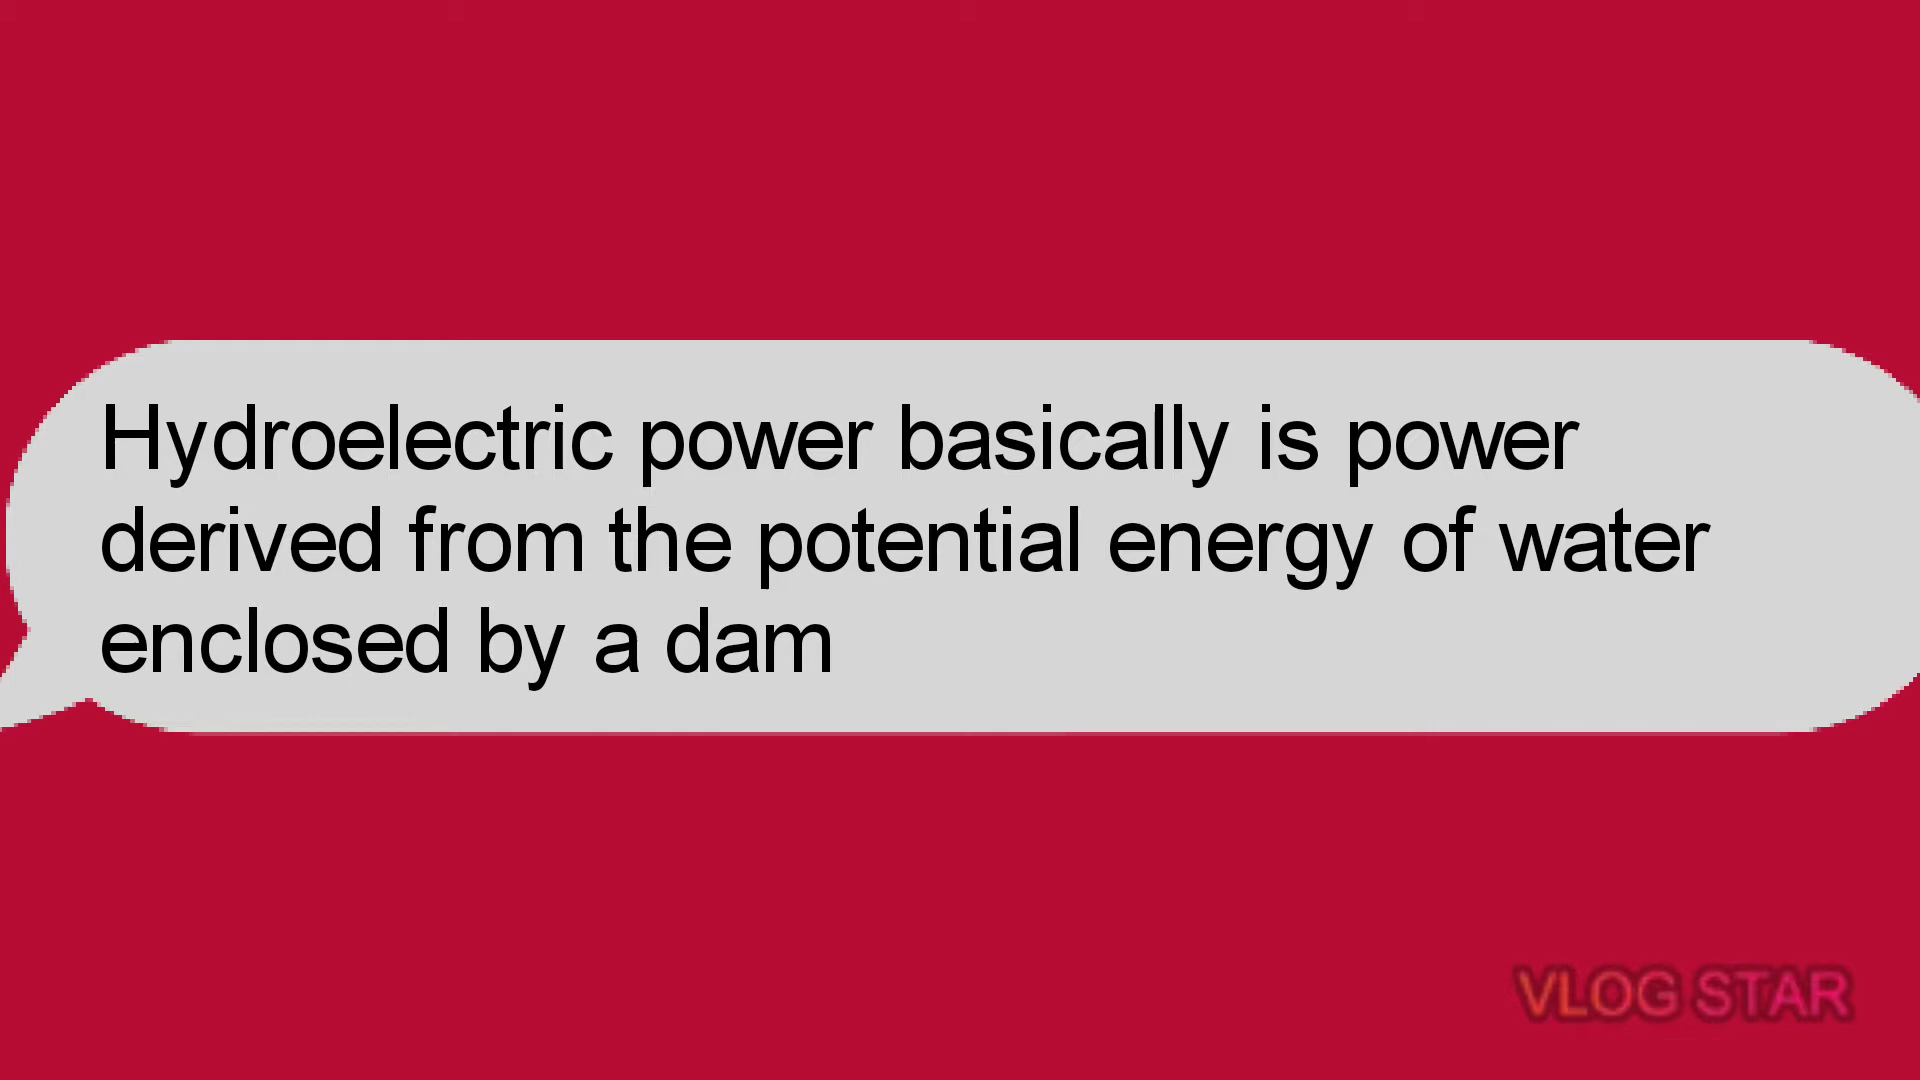 Hydroelectric power basically is power
derived from the potential energy of water
enclosed by a dam
VLOG STAR